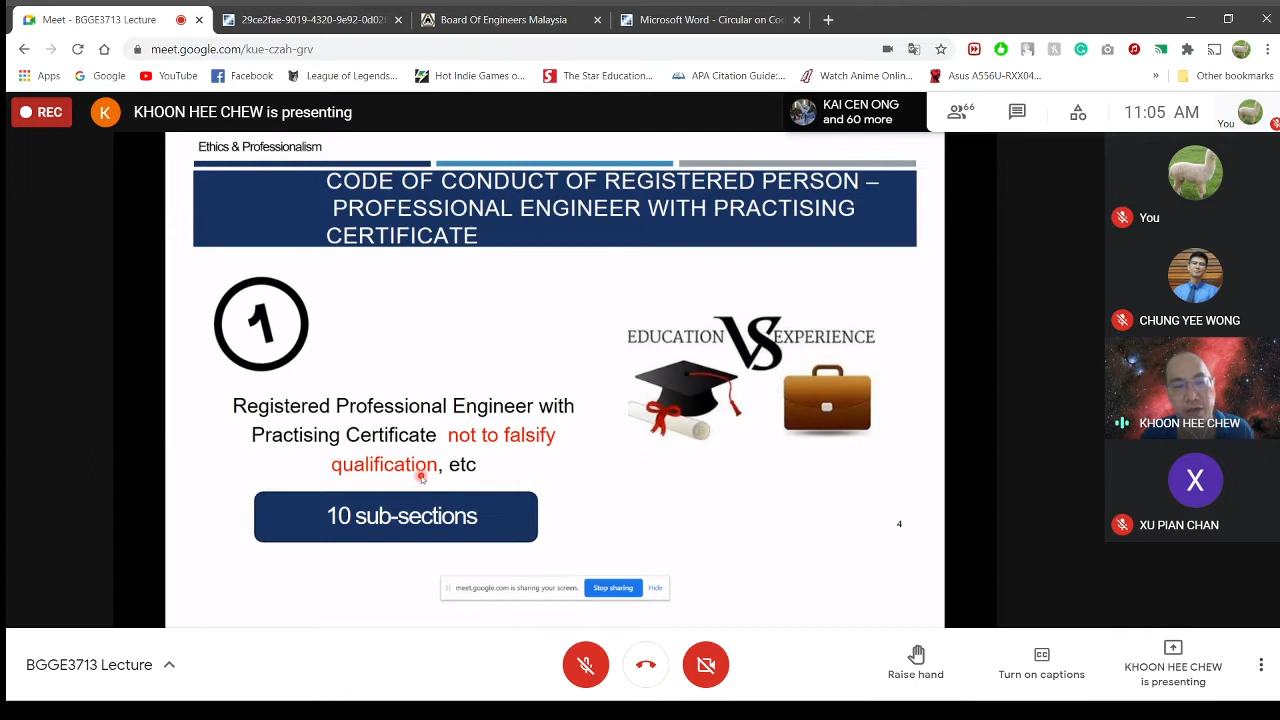 Meet - BGGE3713 Lecture
29ce2fae-9019-4320-9e92-0d02f
Board Of Engineers Malaysia
Microsoft Word - Circular on Co
meet.google.com/kue-czah-grv
Apps
Google
YouTube
Facebook
League of Legends...
Hot Indie Games o...
The Star Education...
APA Citation Guide:...
Watch Anime Onlin...
Asus A556U-RXX04...
»
Other bookmarks
REC
K
KHOON HEE CHEW is presenting
KAI CEN ONG
and 60 more
66
11:05 AM
You
Ethics & Professionalism
CODE OF CONDUCT OF REGISTERED PERSON –
PROFESSIONAL ENGINEER WITH PRACTISING
CERTIFICATE
1
EDUCATION VS EXPERIENCE
Registered Professional Engineer with
Practising Certificate not to falsify
qualification, etc
10 sub-sections
4
meet.google.com is sharing your screen.
Stop sharing
Hide
You
CHUNG YEE WONG
KHOON HEE CHEW
X
XU PIAN CHAN
BGGE3713 Lecture
Raise hand
Turn on captions
KHOON HEE CHEW
is presenting